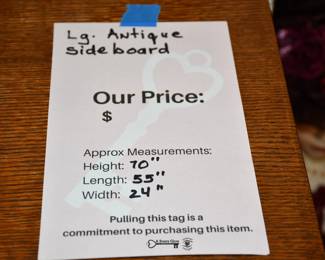 Lg. Antique
sideboard
Our Price:
$
Approx Measurements:
Height: 70"
Length: 55"
Width: 24"
Pulling this tag is a
commitment to purchasing this item.